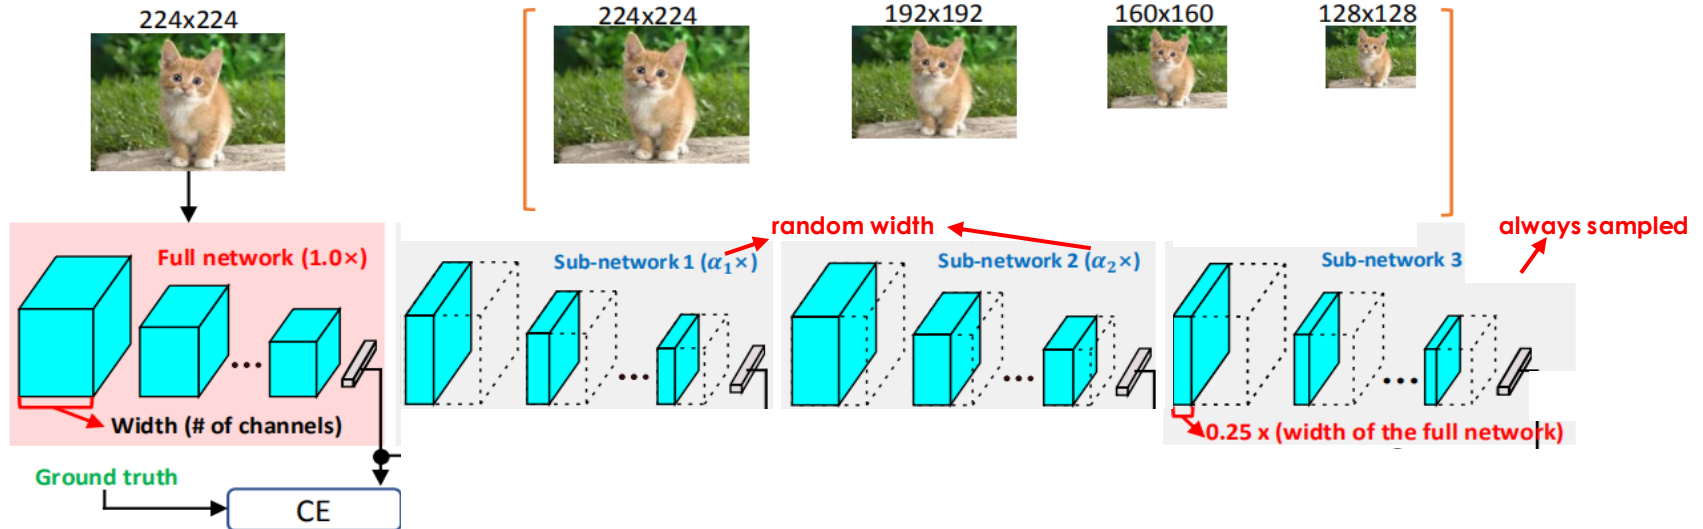 224x224
224x224
192x192
160x160
128x128
random width
always sampled
Full network (1.0×)
Sub-network 1 (α₁×)
Sub-network 2 (α₂×)
Sub-network 3
...
...
...
...
Width (# of channels)
0.25 x (width of the full network)
Ground truth
CE